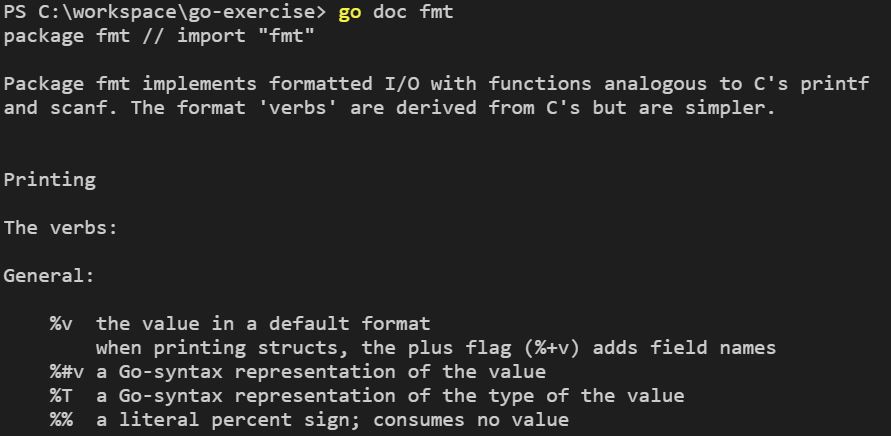 PS C:\workspace\go-exercise> go doc fmt
package fmt // import "fmt"
Package fmt implements formatted I/O with functions analogous to C's printf
and scanf. The format 'verbs' are derived from C's but are simpler.
Printing
The verbs:
General:
%v  the value in a default format
when printing structs, the plus flag (%+v) adds field names
%#v a Go-syntax representation of the value
%T  a Go-syntax representation of the type of the value
%%  a literal percent sign; consumes no value